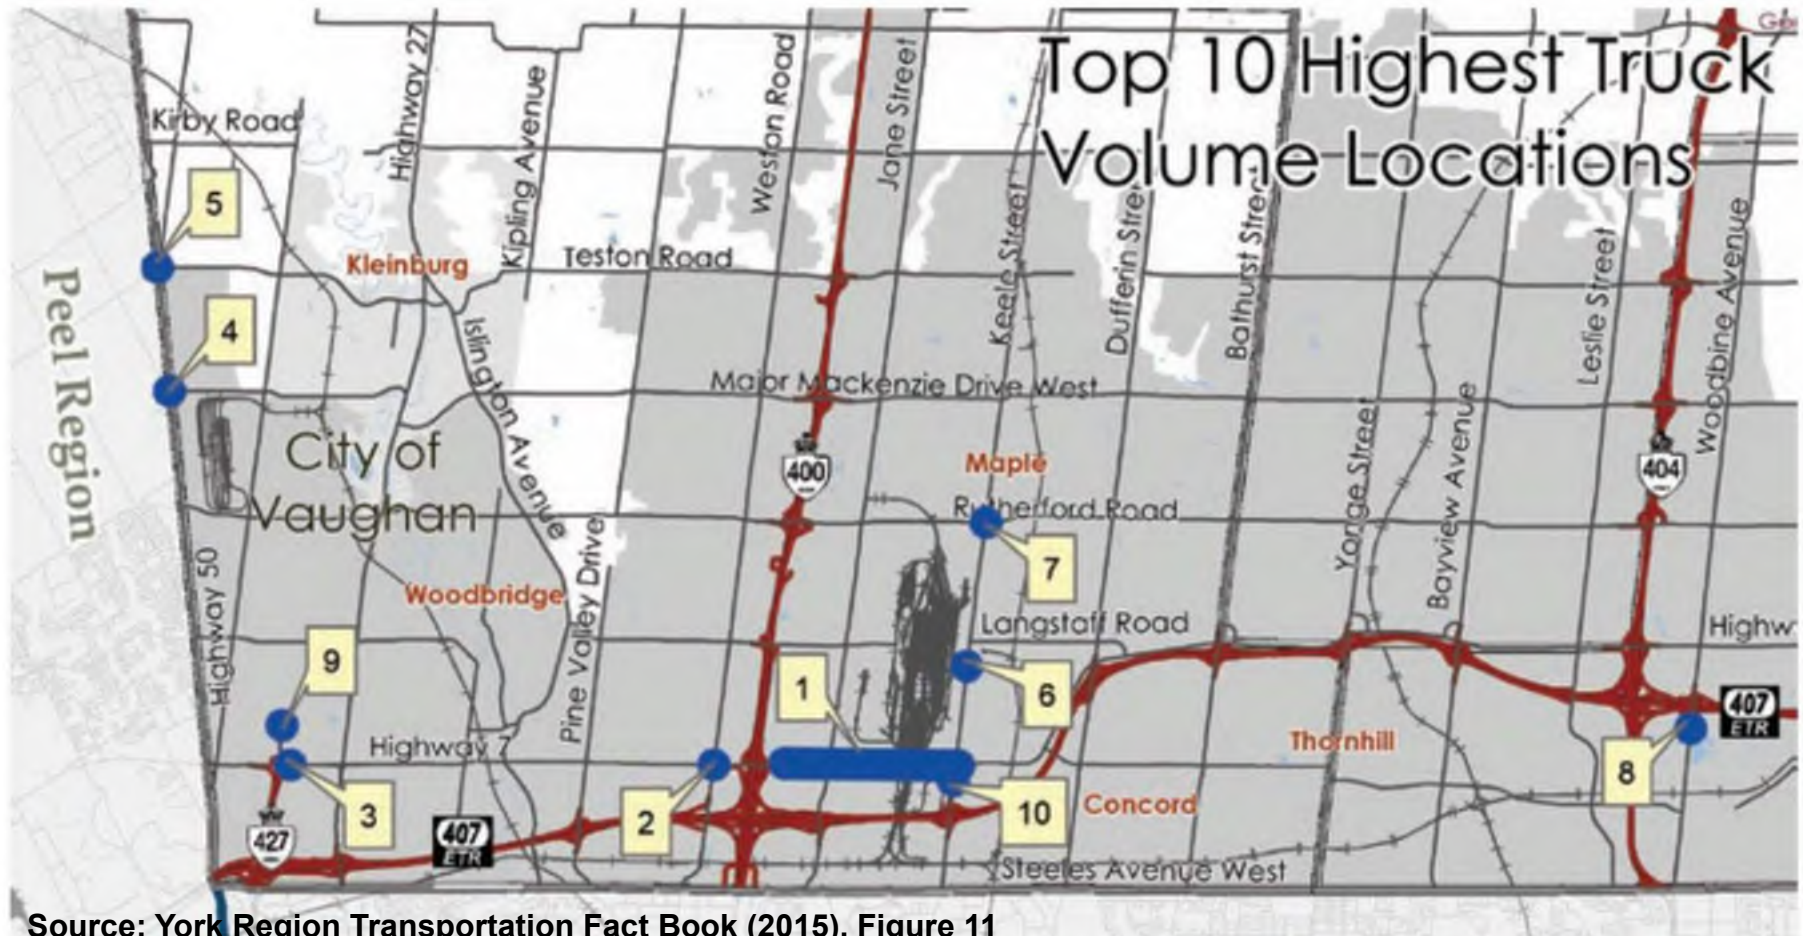 Top 10 Highest Truck
Volume Locations
Highway 27
Kipling Avenue
Weston Road
Jane Street
Kirby Road
5
Kleinburg
Teston Road
Keele Street
Dufferin Stree
Bathurst Street
Leslie Street
Woodbine Avenue
Peel Region
4
Islington Avenue
Major Mackenzie Drive West
City of
Vaughan
400
Maple
Rutherford Road
Yonge Street
Bayview Avenue
404
Highway 50
Woodbridge
Pine Valley Drive
7
Langstaff Road
Highw
9
1
6
407
ETR
Highway 7
Thornhill
8
3
2
10
Concord
427
407
ETR
Steeles Avenue West
Source: York Region Transportation Fact Book (2015), Figure 11